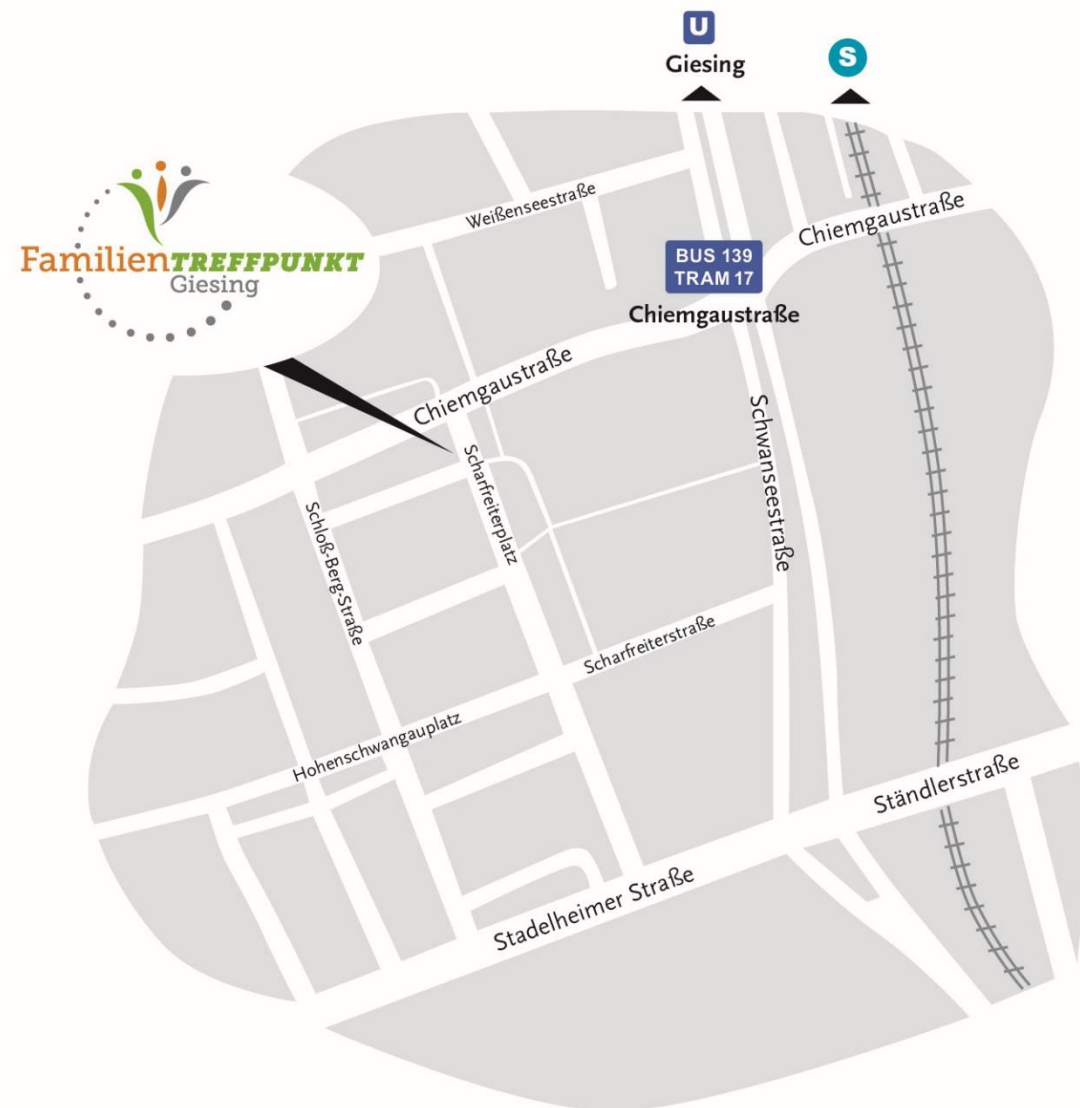 U
Giesing
S
FamilienTREFFPUNKT
Giesing
Weißenseestraße
Chiemgaustraße
BUS 139
TRAM 17
Chiemgaustraße
Chiemgaustraße
Schwanseestraße
Scharfreiterplatz
Schloß-Berg-Straße
Scharfreiterstraße
Hohenschwangauplatz
Ständlerstraße
Stadelheimer Straße